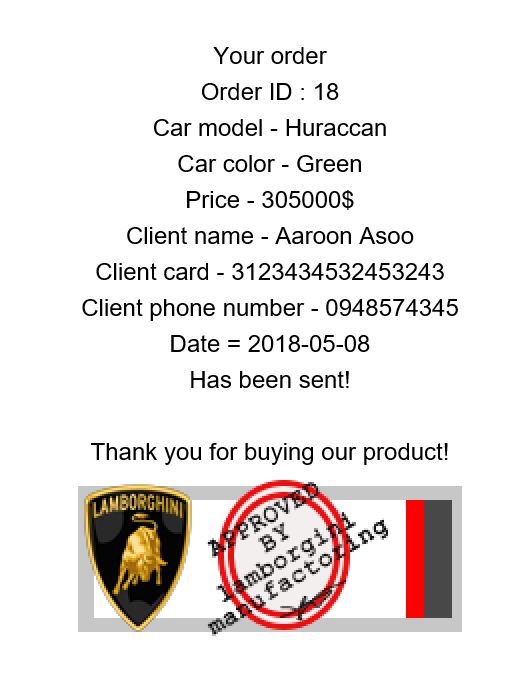 Your order
Order ID : 18
Car model - Huraccan
Car color - Green
Price - 305000$
Client name - Aaroon Asoo
Client card - 3123434532453243
Client phone number - 0948574345
Date = 2018-05-08
Has been sent!
Thank you for buying our product!
LAMBORGHINI
APPROVED
BY
lamborgini
manufactoring